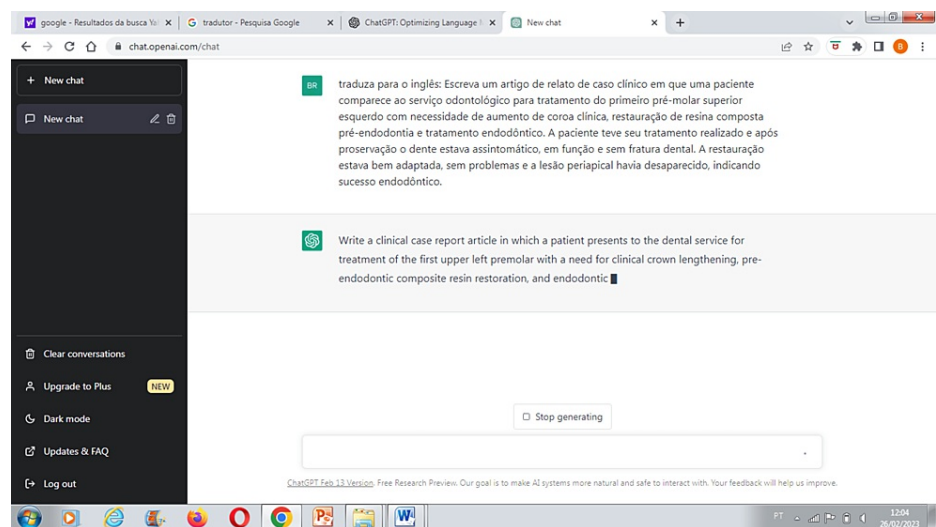 google - Resultados da busca Ya
tradutor - Pesquisa Google
ChatGPT: Optimizing Language
New chat
chat.openai.com/chat
B
+ New chat
New chat
BR
traduza para o inglês: Escreva um artigo de relato de caso clínico em que uma paciente
comparece ao serviço odontológico para tratamento do primeiro pré-molar superior
esquerdo com necessidade de aumento de coroa clínica, restauração de resina composta
pré-endodontia e tratamento endodôntico. A paciente teve seu tratamento realizado e após
proservação o dente estava assintomático, em função e sem fratura dental. A restauração
estava bem adaptada, sem problemas e a lesão periapical havia desaparecido, indicando
sucesso endodôntico.
Write a clinical case report article in which a patient presents to the dental service for
treatment of the first upper left premolar with a need for clinical crown lengthening, pre-
endodontic composite resin restoration, and endodontic
Clear conversations
Upgrade to Plus NEW
Dark mode
Updates & FAQ
Log out
Stop generating
ChatGPT Feb 13 Version. Free Research Preview. Our goal is to make AI systems more natural and safe to interact with. Your feedback will help us improve.
PT
12:04
26/02/2023